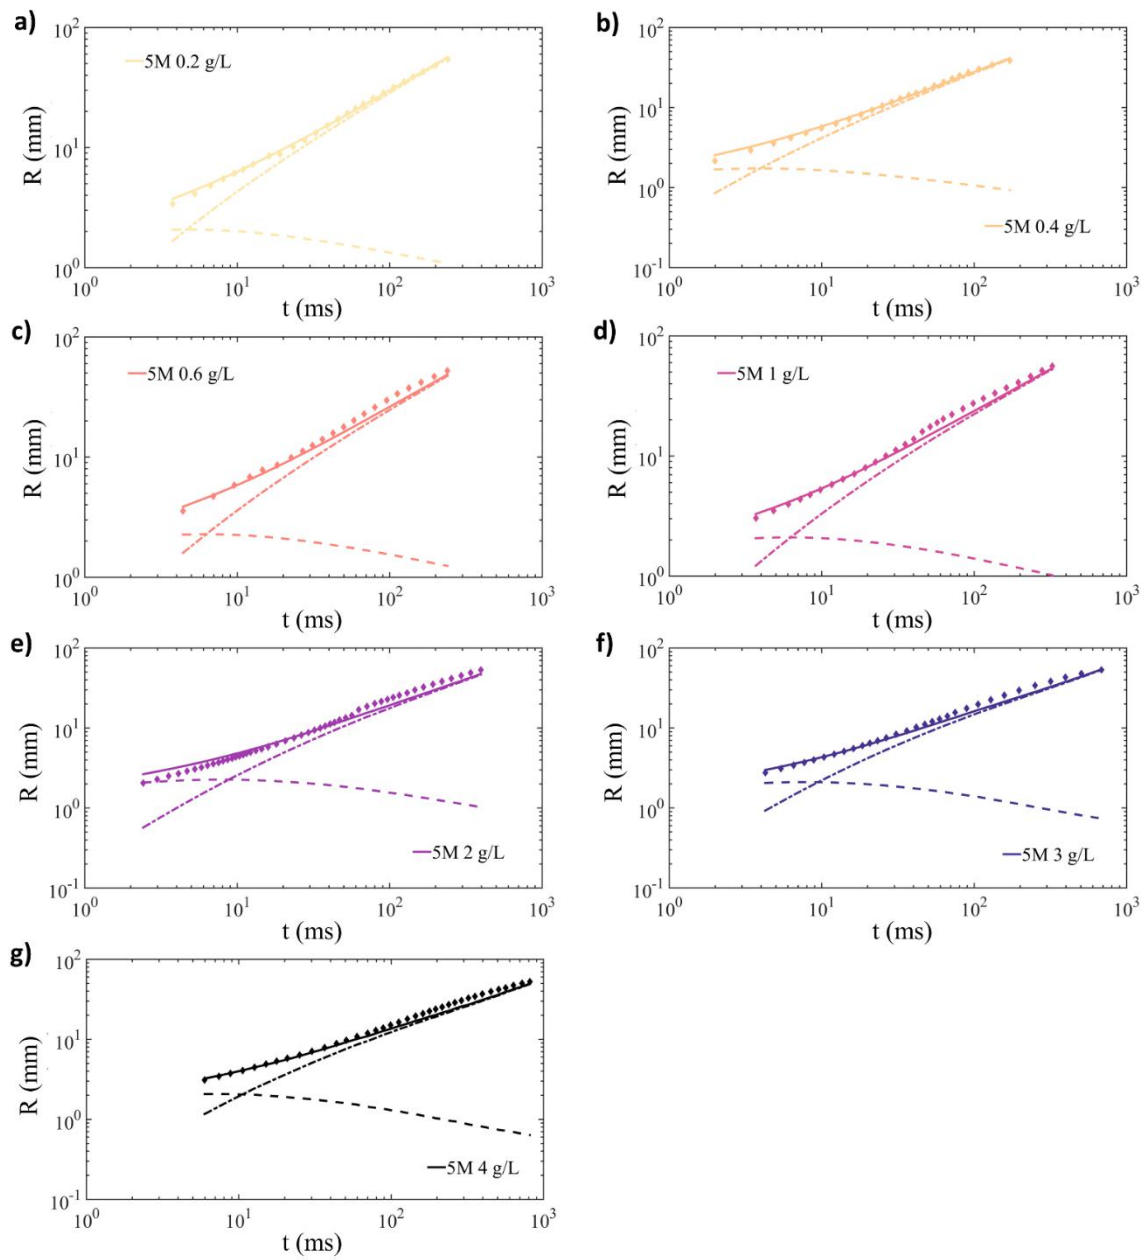 a)
10²
5M 0.2 g/L
R (mm)
10¹
10⁰
10⁰ 10¹ 10² 10³
t (ms)
b)
10²
10¹
R (mm)
10⁰
5M 0.4 g/L
10⁻¹
10⁰ 10¹ 10² 10³
t (ms)
c)
10²
5M 0.6 g/L
R (mm)
10¹
10⁰
10⁰ 10¹ 10² 10³
t (ms)
d)
10²
5M 1 g/L
R (mm)
10¹
10⁰
10⁰ 10¹ 10² 10³
t (ms)
e)
10²
10¹
R (mm)
10⁰
5M 2 g/L
10⁻¹
10⁰ 10¹ 10² 10³
t (ms)
f)
10²
10¹
R (mm)
10⁰
5M 3 g/L
10⁻¹
10⁰ 10¹ 10² 10³
t (ms)
g)
10²
10¹
R (mm)
10⁰
5M 4 g/L
10⁻¹
10⁰ 10¹ 10² 10³
t (ms)